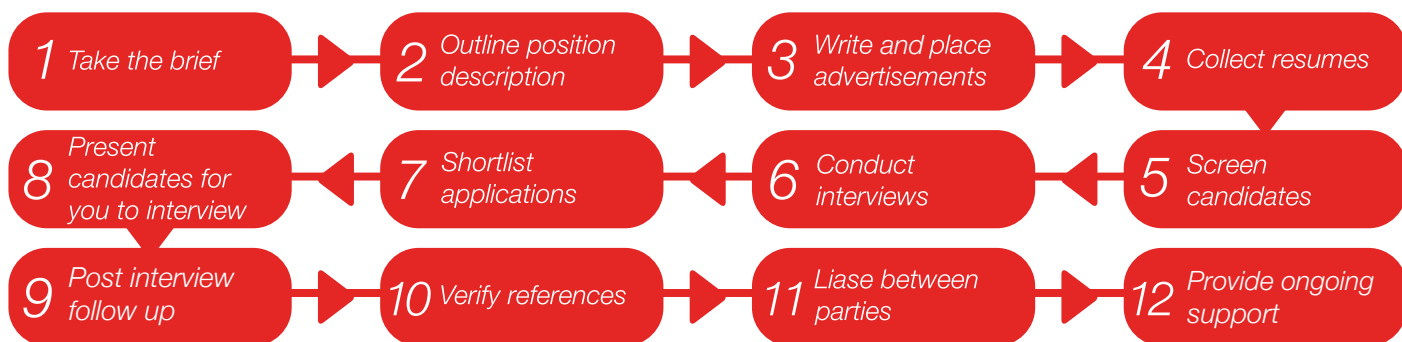 1 Take the brief
2 Outline position
description
3 Write and place
advertisements
4 Collect resumes
5 Screen
candidates
6 Conduct
interviews
7 Shortlist
applications
8 Present
candidates for
you to interview
9 Post interview
follow up
10 Verify references
11 Liase between
parties
12 Provide ongoing
support